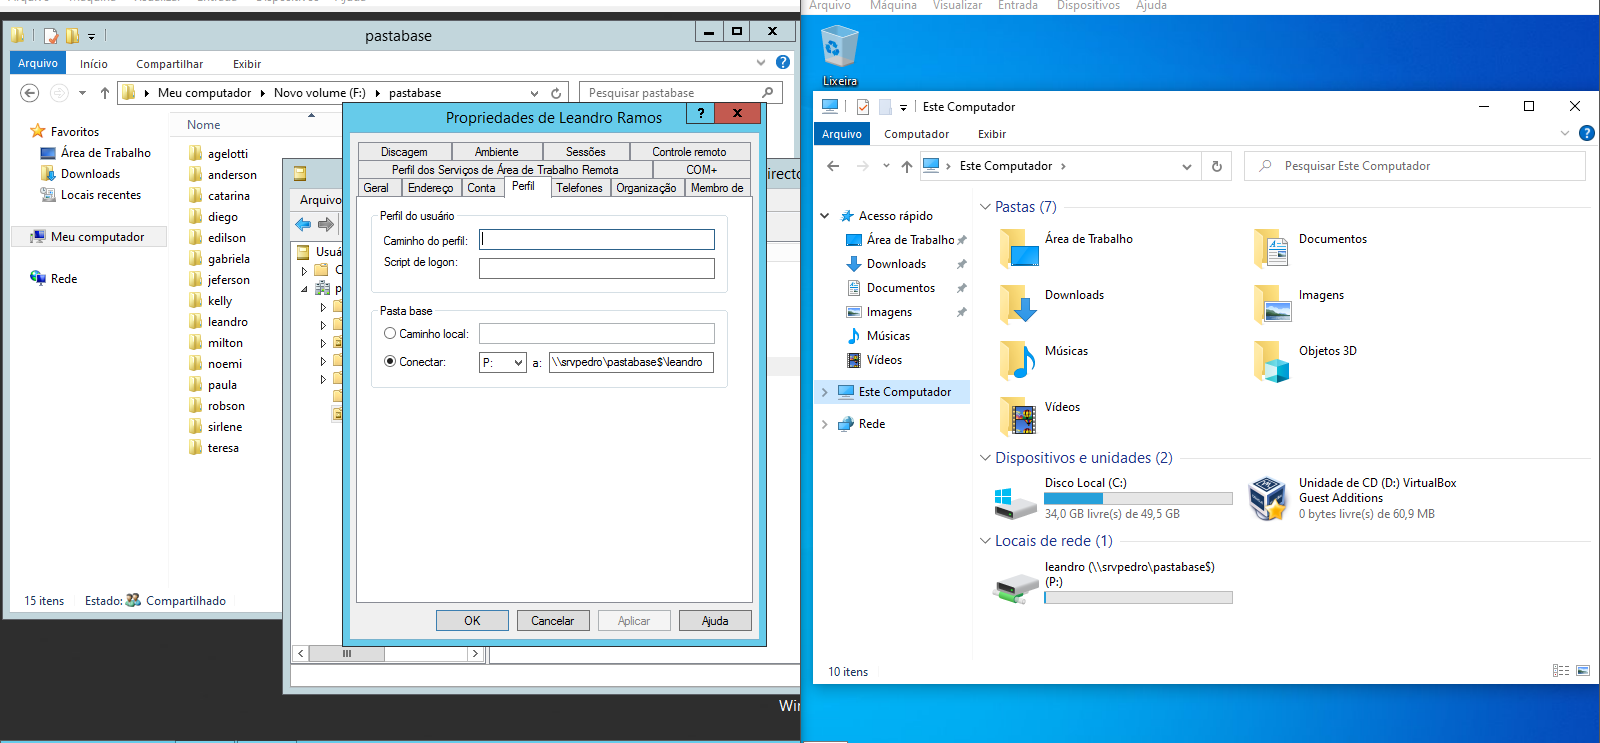 Arquivo Máquina Visualizar Entrada Dispositivos Ajuda
pastabase
Arquivo Início Compartilhar Exibir
Meu computador Novo volume (F:) pastabase
Pesquisar pastabase
Favoritos
Área de Trabalho
Downloads
Locais recentes
Meu computador
Rede
Nome
agelotti
anderson
catarina
diego
edilson
gabriela
jeferson
kelly
leandro
milton
noemi
paula
robson
sirlene
teresa
15 itens Estado: Compartilhado
Arquivo
Usuá
C
p
irecto
Propriedades de Leandro Ramos
Discagem Ambiente Sessões Controle remoto
Perfil dos Serviços de Área de Trabalho Remota COM+
Geral Endereço Conta Perfil Telefones Organização Membro de
Perfil do usuário
Caminho do perfil:
Script de logon:
Pasta base
Caminho local:
Conectar: P: a: \\srvpedro\pastabase$\leandro
OK Cancelar Aplicar Ajuda
Wi
Arquivo Máquina Visualizar Entrada Dispositivos Ajuda
Lixeira
Este Computador
Arquivo Computador Exibir
Este Computador
Pesquisar Este Computador
Acesso rápido
Área de Trabalho
Downloads
Documentos
Imagens
Músicas
Vídeos
Este Computador
Rede
Pastas (7)
Área de Trabalho
Documentos
Downloads
Imagens
Músicas
Objetos 3D
Vídeos
Dispositivos e unidades (2)
Disco Local (C:)
34,0 GB livre(s) de 49,5 GB
Unidade de CD (D:) VirtualBox
Guest Additions
0 bytes livre(s) de 60,9 MB
Locais de rede (1)
leandro (\\srvpedro\pastabase$)
(P:)
10 itens